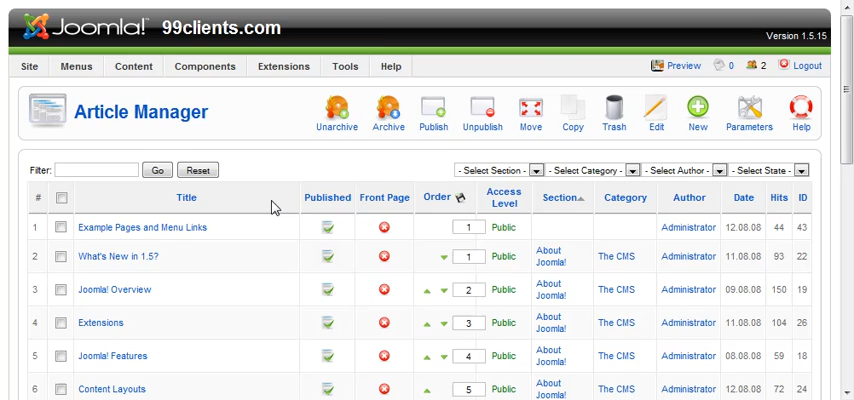 Joomla! 99clients.com
Version 1.5.15
Site Menus Content Components Extensions Tools Help Preview 0 2 Logout
Article Manager
Unarchive Archive Publish Unpublish Move Copy Trash Edit New Parameters Help
Filter: Go Reset - Select Section - - Select Category - - Select Author - - Select State -
# Title Published Front Page Order Access Level Section Category Author Date Hits ID
1 Example Pages and Menu Links 1 Public Administrator 12.08.08 44 43
2 What's New in 1.5? 1 Public About Joomla! The CMS Administrator 11.08.08 93 22
3 Joomla! Overview 2 Public About Joomla! The CMS Administrator 09.08.08 150 19
4 Extensions 3 Public About Joomla! The CMS Administrator 11.08.08 104 26
5 Joomla! Features 4 Public About Joomla! The CMS Administrator 08.08.08 59 18
6 Content Layouts 5 Public About Joomla! The CMS Administrator 12.08.08 72 24